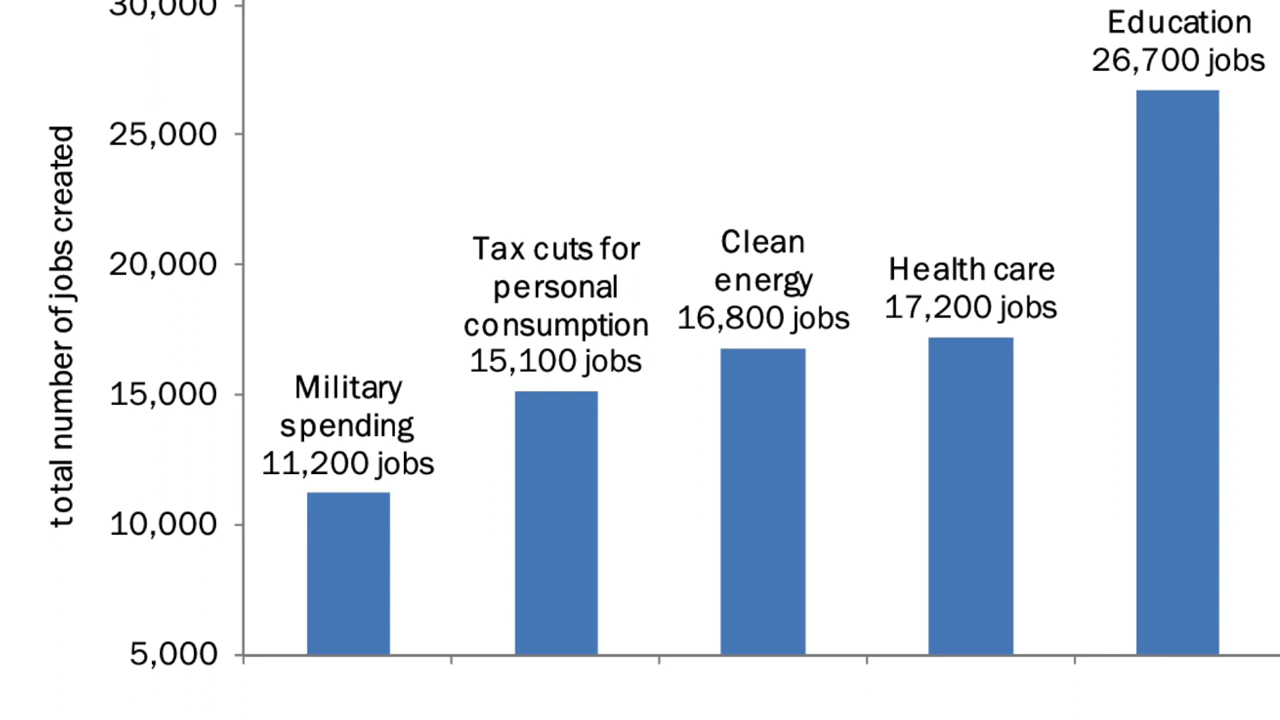 30,000
25,000
20,000
15,000
10,000
5,000
total number of jobs created
Military
spending
11,200 jobs
Tax cuts for
personal
consumption
15,100 jobs
Clean
energy
16,800 jobs
Health care
17,200 jobs
Education
26,700 jobs